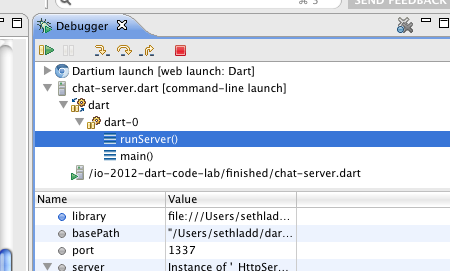 SEND FEEDBACK
Debugger
Dartium launch [web launch: Dart]
chat-server.dart [command-line launch]
dart
dart-0
runServer()
main()
/io-2012-dart-code-lab/finished/chat-server.dart
Name Value
library file:///Users/sethladd...
basePath "/Users/sethladd/dar...
port 1337
server Instance of '_HttpSer...